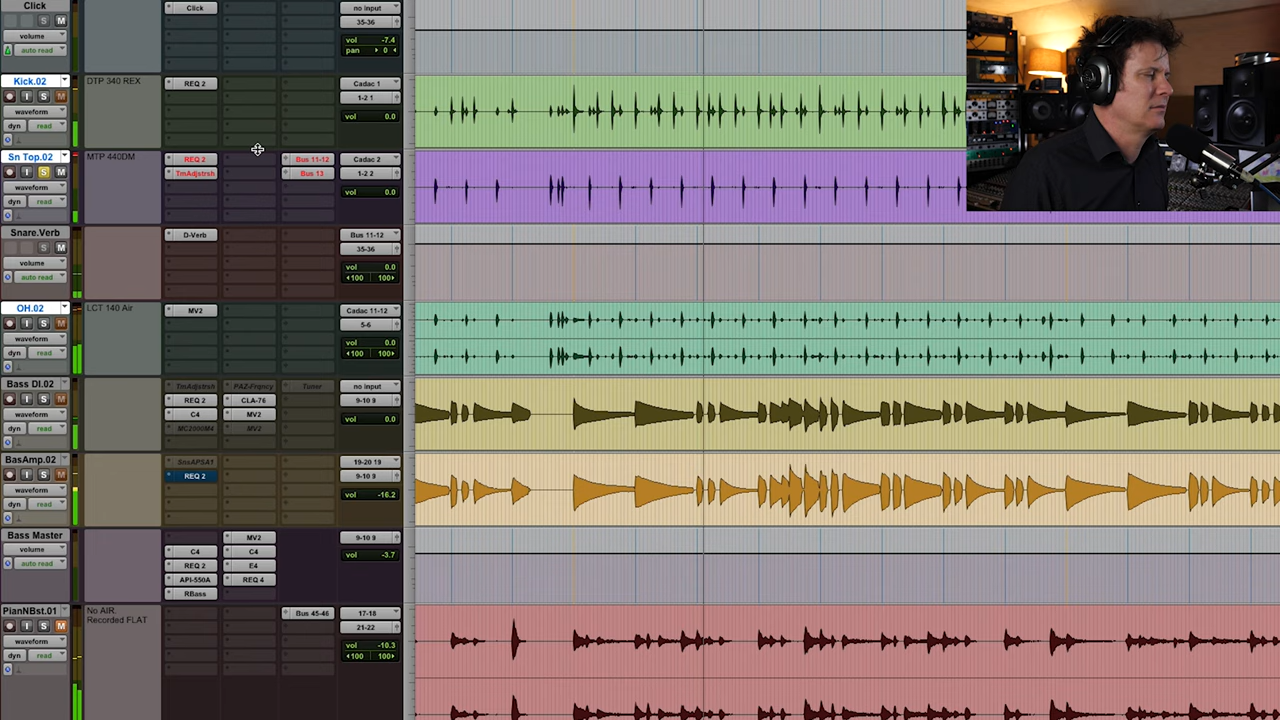 Click
Click
no input
S M
35-36
volume
vol -7.4
auto read
pan 0
Kick.02
DTP 340 REX
REQ 2
Cadac 1
I S M
1-2 1
waveform
vol 0.0
dyn read
Sn Top.02
MTP 440DM
REQ 2
Bus 11-12
Cadac 2
I S M
TmAdjstrsh
Bus 13
1-2 2
waveform
vol 0.0
dyn read
Snare.Verb
D-Verb
Bus 11-12
S M
35-36
volume
vol 0.0
auto read
100 100
OH.02
LCT 140 Air
MV2
Cadac 11-12
I S M
5-6
waveform
vol 0.0
dyn read
100 100
Bass DI.02
TmAdjstrsh
PAZ-Frqncy
Tuner
no input
I S M
REQ 2
CLA-76
9-10 9
waveform
C4
MV2
vol 0.0
dyn read
MC2000M4
MV2
BasAmp.02
SnsAPSA1
19-20 19
I S M
REQ 2
9-10 9
waveform
vol -16.2
dyn read
Bass Master
MV2
9-10 9
volume
C4
C4
vol -3.7
auto read
REQ 2
E4
API-550A
REQ 4
RBass
PianNBst.01
No AIR.
Recorded FLAT
Bus 45-46
17-18
I S M
21-22
waveform
vol -10.3
dyn read
100 100